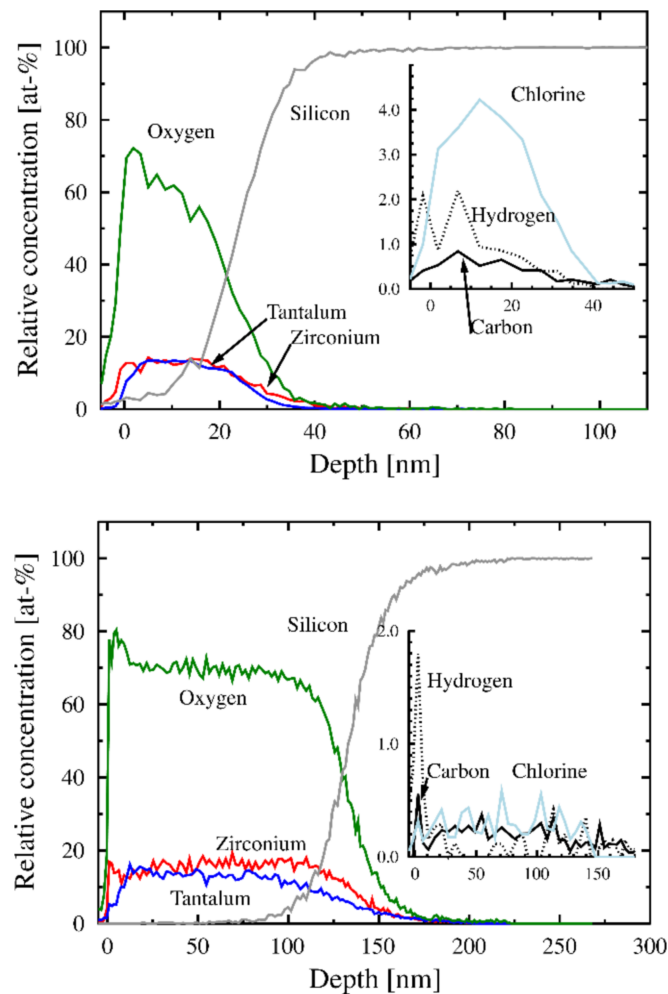 Relative concentration [at-%]
100
80
60
40
20
0
Oxygen
Silicon
Tantalum
Zirconium
4.0
3.0
2.0
1.0
0.0
Chlorine
Hydrogen
Carbon
0 20 40
0 20 40 60 80 100
Depth [nm]
Relative concentration [at-%]
100
80
60
40
20
0
Silicon
Oxygen
Zirconium
Tantalum
2.0
1.0
0.0
Hydrogen
Carbon Chlorine
0 50 100 150
0 50 100 150 200 250 300
Depth [nm]